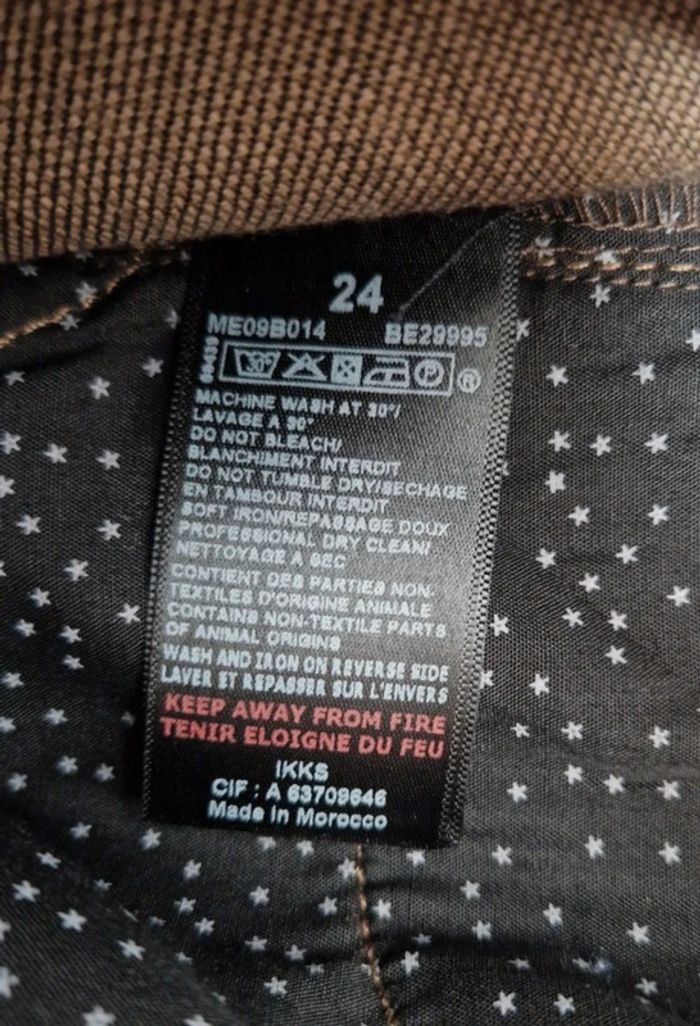 24
ME09B014 BE29995
30° P ®
MACHINE WASH AT 30°/
LAVAGE A 30°
DO NOT BLEACH/
BLANCHIMENT INTERDIT
DO NOT TUMBLE DRY/SECHAGE
EN TAMBOUR INTERDIT
SOFT IRON/REPASSAGE DOUX
PROFESSIONAL DRY CLEAN/
NETTOYAGE A SEC
CONTIENT DES PARTIES NON-
TEXTILES D'ORIGINE ANIMALE
CONTAINS NON-TEXTILE PARTS
OF ANIMAL ORIGINS
WASH AND IRON ON REVERSE SIDE
LAVER ET REPASSER SUR L'ENVERS
KEEP AWAY FROM FIRE
TENIR ELOIGNE DU FEU
IKKS
CIF : A 63709646
Made in Morocco